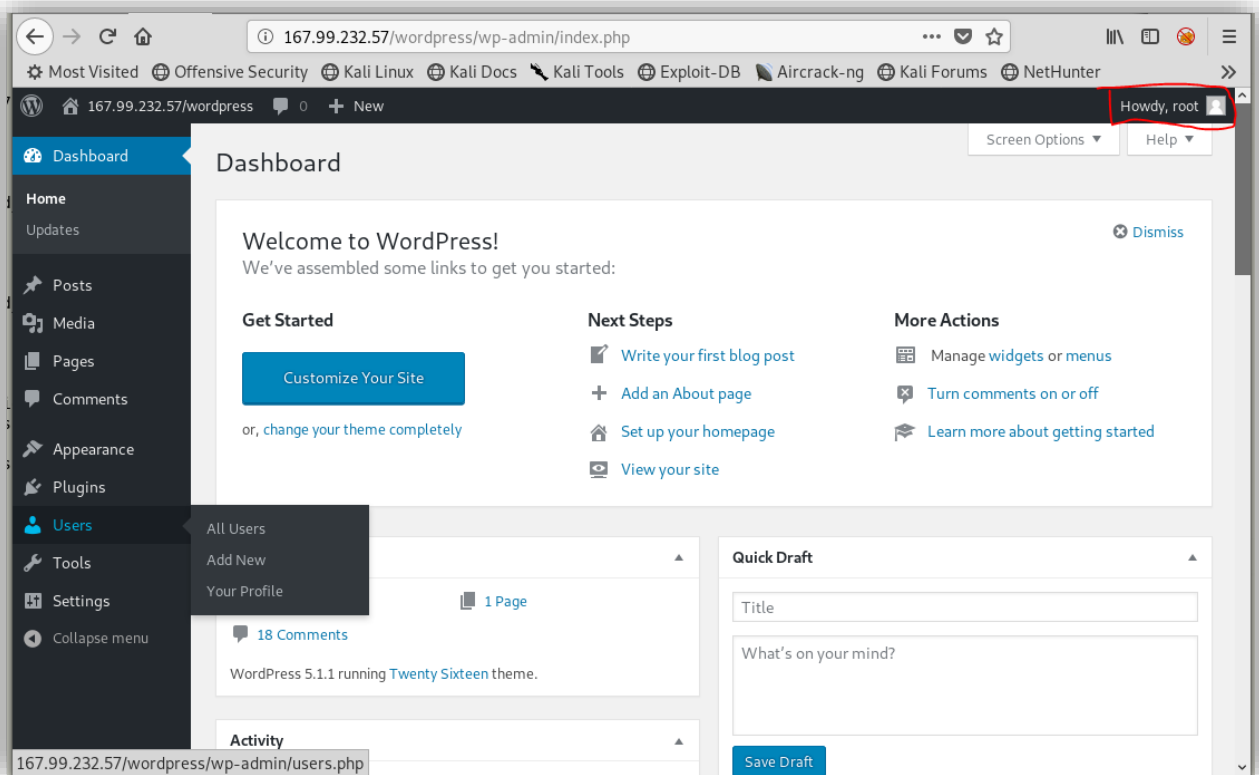 167.99.232.57/wordpress/wp-admin/index.php
Most Visited Offensive Security Kali Linux Kali Docs Kali Tools Exploit-DB Aircrack-ng Kali Forums NetHunter
167.99.232.57/wordpress 0 + New Howdy, root
Screen Options Help
Dashboard
Home
Updates
Posts
Media
Pages
Comments
Appearance
Plugins
Users
Tools
Settings
Collapse menu
All Users
Add New
Your Profile
Dashboard
Welcome to WordPress!
We've assembled some links to get you started:
Dismiss
Get Started
Customize Your Site
or, change your theme completely
Next Steps
Write your first blog post
Add an About page
Set up your homepage
View your site
More Actions
Manage widgets or menus
Turn comments on or off
Learn more about getting started
1 Page
18 Comments
WordPress 5.1.1 running Twenty Sixteen theme.
Activity
Quick Draft
Title
What's on your mind?
Save Draft
167.99.232.57/wordpress/wp-admin/users.php